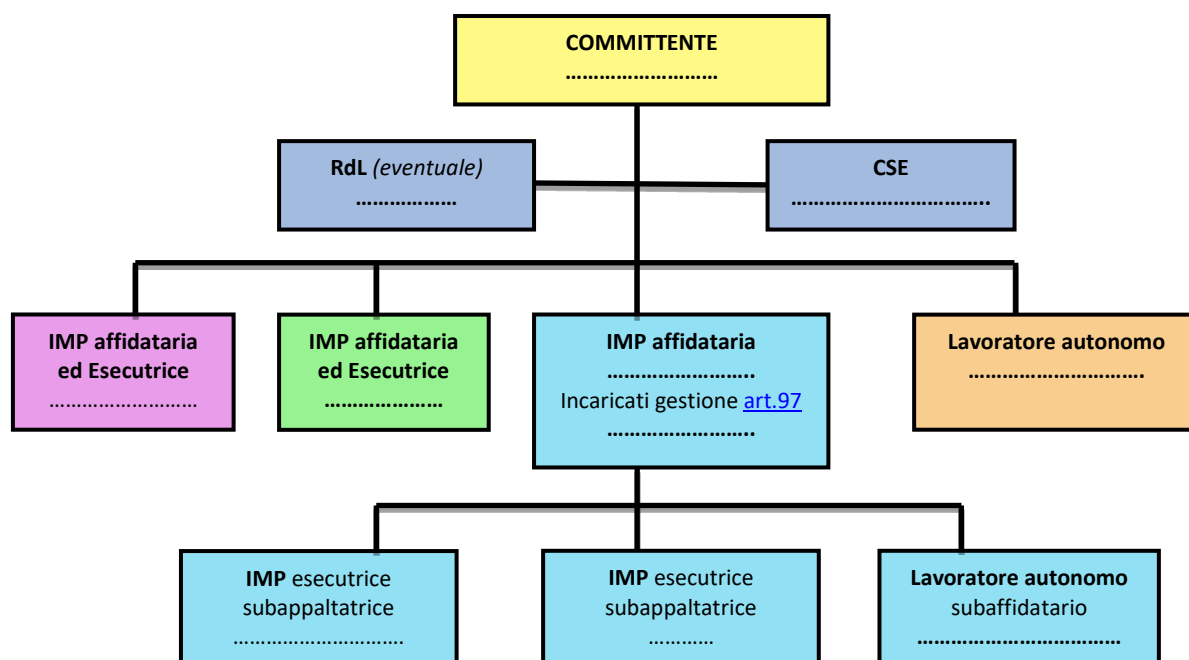 COMMITTENTE
……………………
RdL (eventuale)
………………
CSE
…………………………..
IMP affidataria
ed Esecutrice
………………………
IMP affidataria
ed Esecutrice
…………………
IMP affidataria
……………………..
Incaricati gestione art.97
……………………..
Lavoratore autonomo
……………………….
IMP esecutrice
subappaltatrice
……………………….
IMP esecutrice
subappaltatrice
…………
Lavoratore autonomo
subaffidatario
……………………………